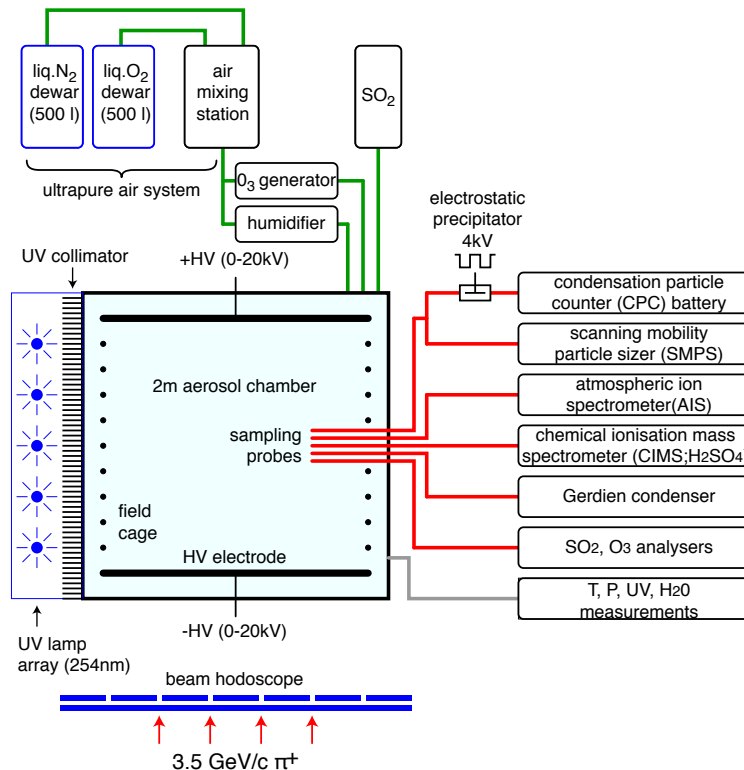 liq.N2
dewar
(500 l)
liq.O2
dewar
(500 l)
air
mixing
station
SO2
ultrapure air system
O3 generator
humidifier
electrostatic
precipitator
4kV
UV collimator
+HV (0-20kV)
condensation particle
counter (CPC) battery
scanning mobility
particle sizer (SMPS)
2m aerosol chamber
atmospheric ion
spectrometer(AIS)
sampling
probes
chemical ionisation mass
spectrometer (CIMS;H2SO4)
Gerdien condenser
field
cage
SO2, O3 analysers
HV electrode
T, P, UV, H20
measurements
-HV (0-20kV)
UV lamp
array (254nm)
beam hodoscope
3.5 GeV/c π+